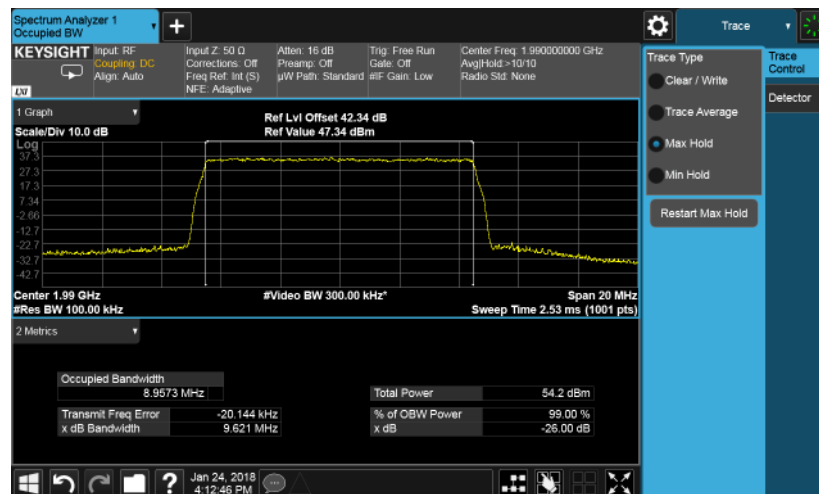 Spectrum Analyzer 1
Occupied BW
+
Trace
KEYSIGHT
LXI
Input: RF
Coupling: DC
Align: Auto
Input Z: 50 Ω
Corrections: Off
Freq Ref: Int (S)
NFE: Adaptive
Atten: 16 dB
Preamp: Off
µW Path: Standard
Trig: Free Run
Gate: Off
#IF Gain: Low
Center Freq: 1.990000000 GHz
Avg|Hold:>10/10
Radio Std: None
Trace Type
Clear / Write
Trace Average
Max Hold
Min Hold
Restart Max Hold
Trace
Control
Detector
1 Graph
Scale/Div 10.0 dB
Ref Lvl Offset 42.34 dB
Ref Value 47.34 dBm
Log
37.3
27.3
17.3
7.34
-2.66
-12.7
-22.7
-32.7
-42.7
Center 1.99 GHz
#Video BW 300.00 kHz*
Span 20 MHz
#Res BW 100.00 kHz
Sweep Time 2.53 ms (1001 pts)
2 Metrics
Occupied Bandwidth
8.9573 MHz
Total Power 54.2 dBm
Transmit Freq Error -20.144 kHz
% of OBW Power 99.00 %
x dB Bandwidth 9.621 MHz
x dB -26.00 dB
?
Jan 24, 2018
4:12:46 PM